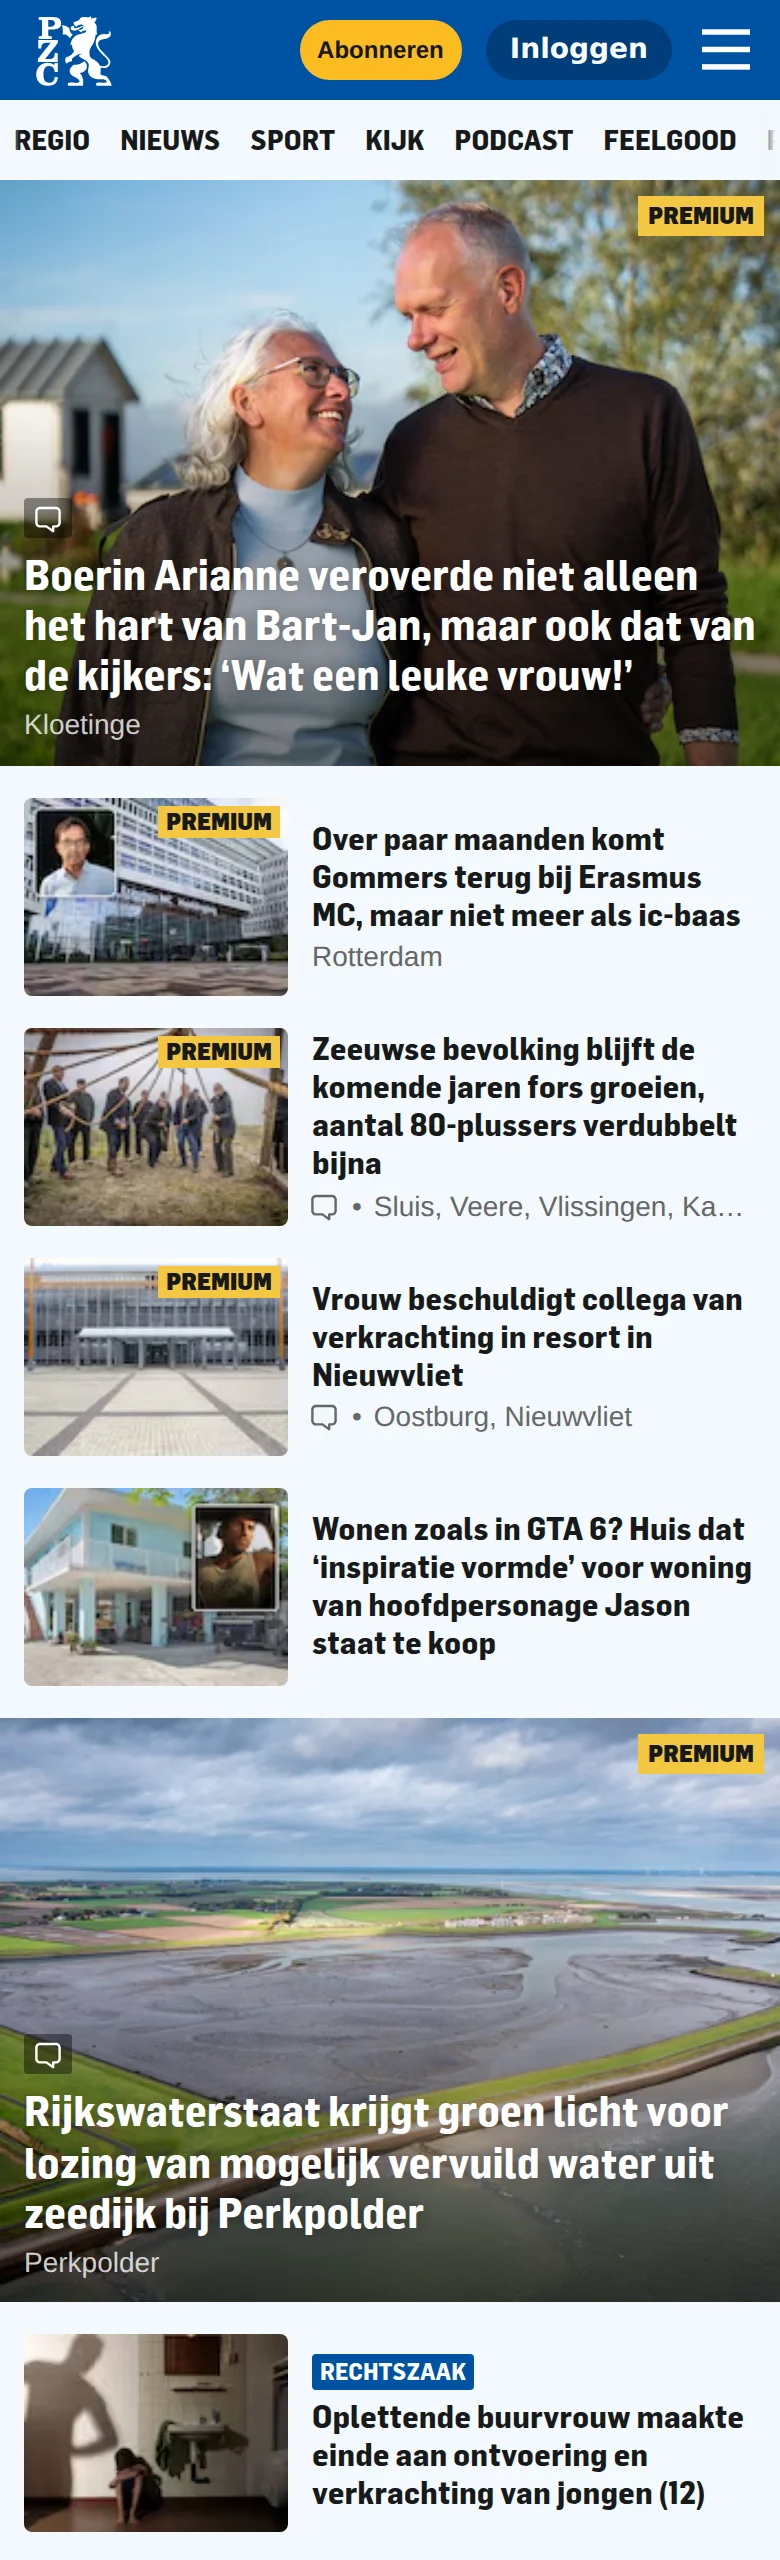 PZC
Abonneren
Inloggen
REGIO NIEUWS SPORT KIJK PODCAST FEELGOOD
PREMIUM
Boerin Arianne veroverde niet alleen
het hart van Bart-Jan, maar ook dat van
de kijkers: ‘Wat een leuke vrouw!’
Kloetinge
PREMIUM
Over paar maanden komt
Gommers terug bij Erasmus
MC, maar niet meer als ic-baas
Rotterdam
PREMIUM
Zeeuwse bevolking blijft de
komende jaren fors groeien,
aantal 80-plussers verdubbelt
bijna
• Sluis, Veere, Vlissingen, Ka…
PREMIUM
Vrouw beschuldigt collega van
verkrachting in resort in
Nieuwvliet
• Oostburg, Nieuwvliet
Wonen zoals in GTA 6? Huis dat
‘inspiratie vormde’ voor woning
van hoofdpersonage Jason
staat te koop
PREMIUM
Rijkswaterstaat krijgt groen licht voor
lozing van mogelijk vervuild water uit
zeedijk bij Perkpolder
Perkpolder
RECHTSZAAK
Oplettende buurvrouw maakte
einde aan ontvoering en
verkrachting van jongen (12)